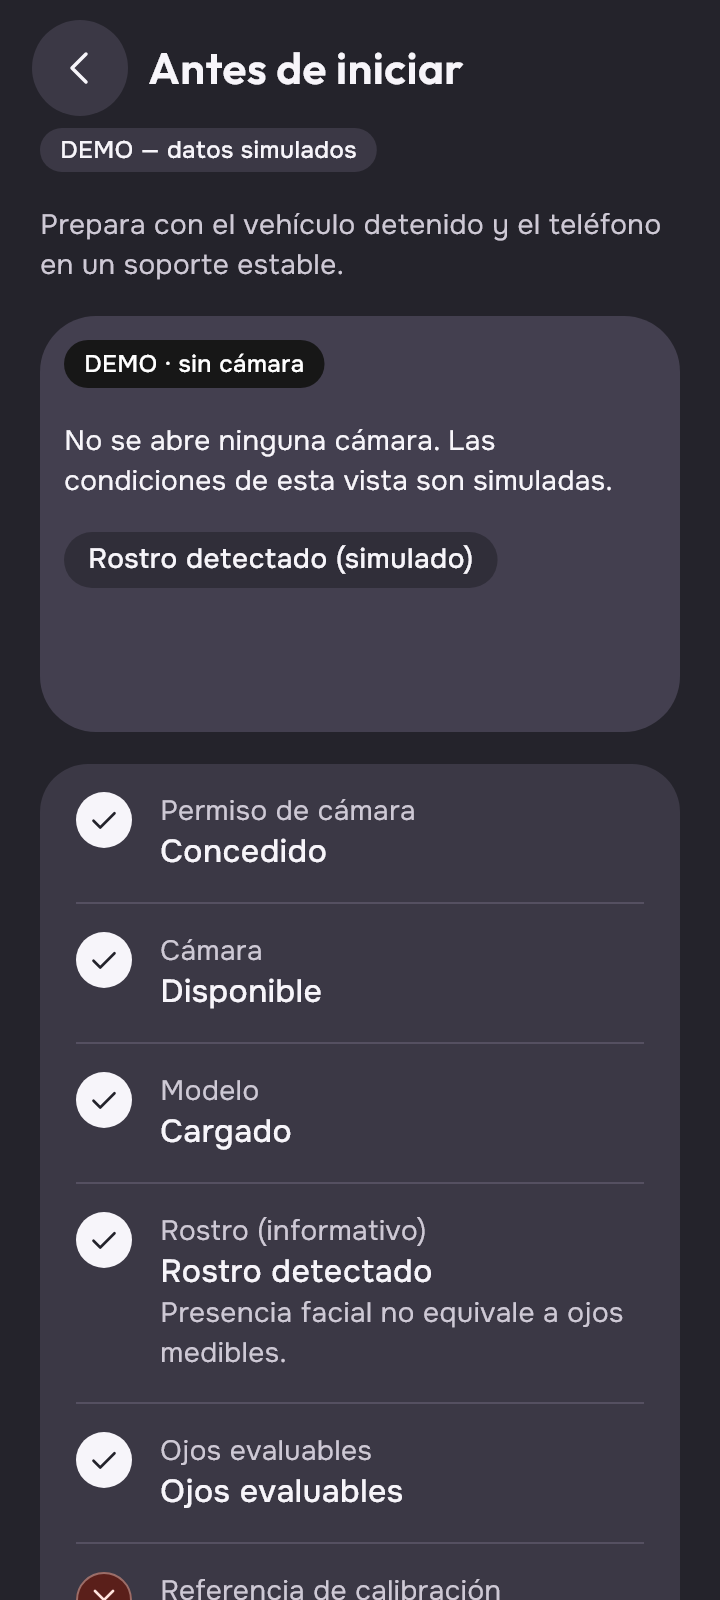 Antes de iniciar
DEMO — datos simulados
Prepara con el vehículo detenido y el teléfono
en un soporte estable.
DEMO · sin cámara
No se abre ninguna cámara. Las
condiciones de esta vista son simuladas.
Rostro detectado (simulado)
Permiso de cámara
Concedido
Cámara
Disponible
Modelo
Cargado
Rostro (informativo)
Rostro detectado
Presencia facial no equivale a ojos
medibles.
Ojos evaluables
Ojos evaluables
Referencia de calibración